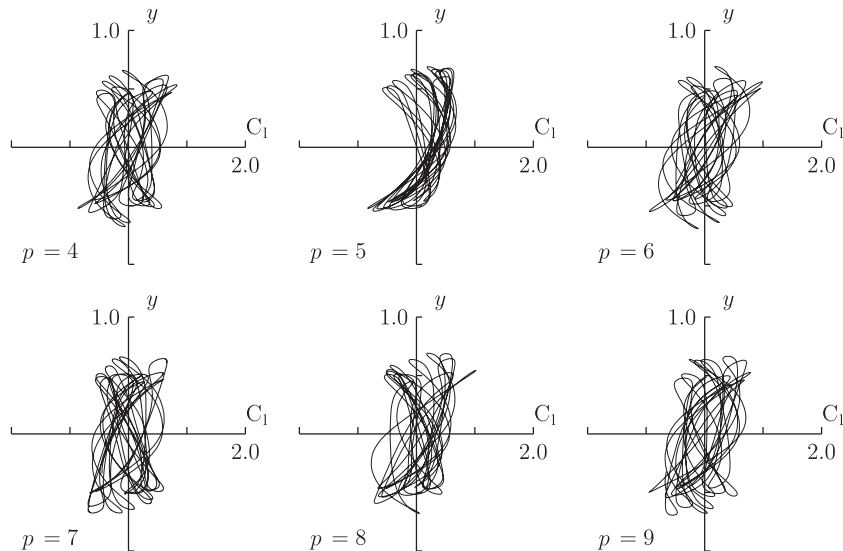 y
1.0
C₁
2.0
p = 4
y
1.0
C₁
2.0
p = 5
y
1.0
C₁
2.0
p = 6
y
1.0
C₁
2.0
p = 7
y
1.0
C₁
2.0
p = 8
y
1.0
C₁
2.0
p = 9